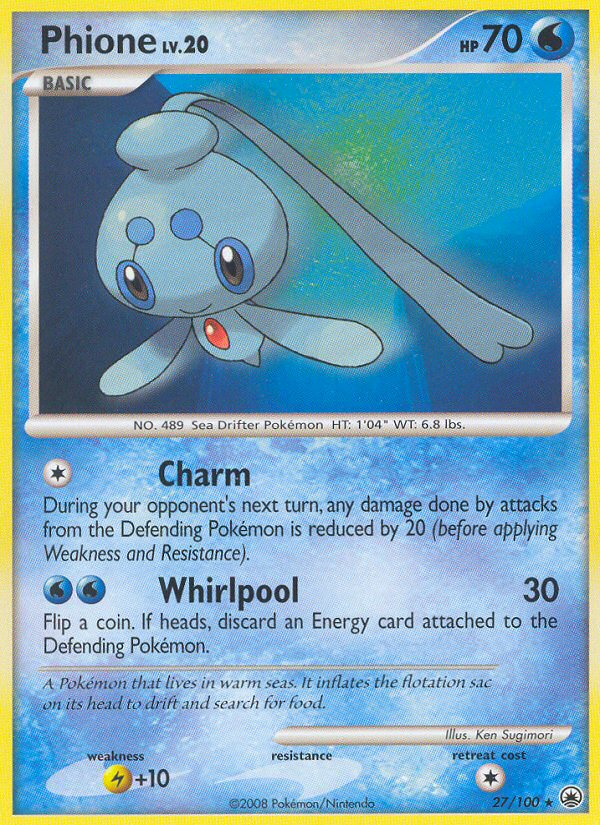 Phione LV.20
HP 70
BASIC
NO. 489 Sea Drifter Pokémon HT: 1'04" WT: 6.8 lbs.
Charm
During your opponent's next turn, any damage done by attacks
from the Defending Pokémon is reduced by 20 (before applying
Weakness and Resistance).
Whirlpool 30
Flip a coin. If heads, discard an Energy card attached to the
Defending Pokémon.
A Pokémon that lives in warm seas. It inflates the flotation sac
on its head to drift and search for food.
Illus. Ken Sugimori
weakness resistance retreat cost
+10
©2008 Pokémon/Nintendo 27/100 ★